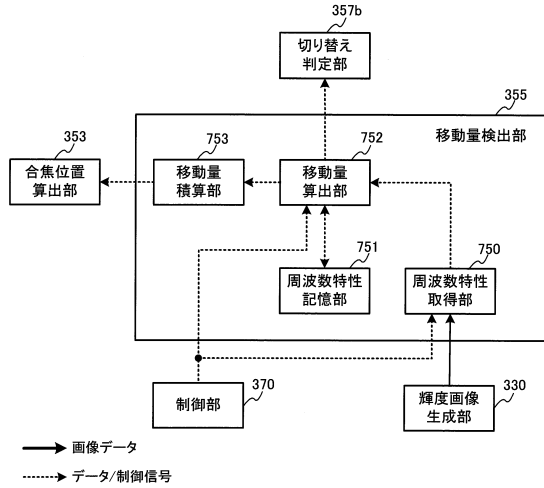 357b
切り替え
判定部
355
移動量検出部
353
合焦位置
算出部
753
移動量
積算部
752
移動量
算出部
751
周波数特性
記憶部
750
周波数特性
取得部
制御部
370
輝度画像
生成部
330
画像データ
データ/制御信号